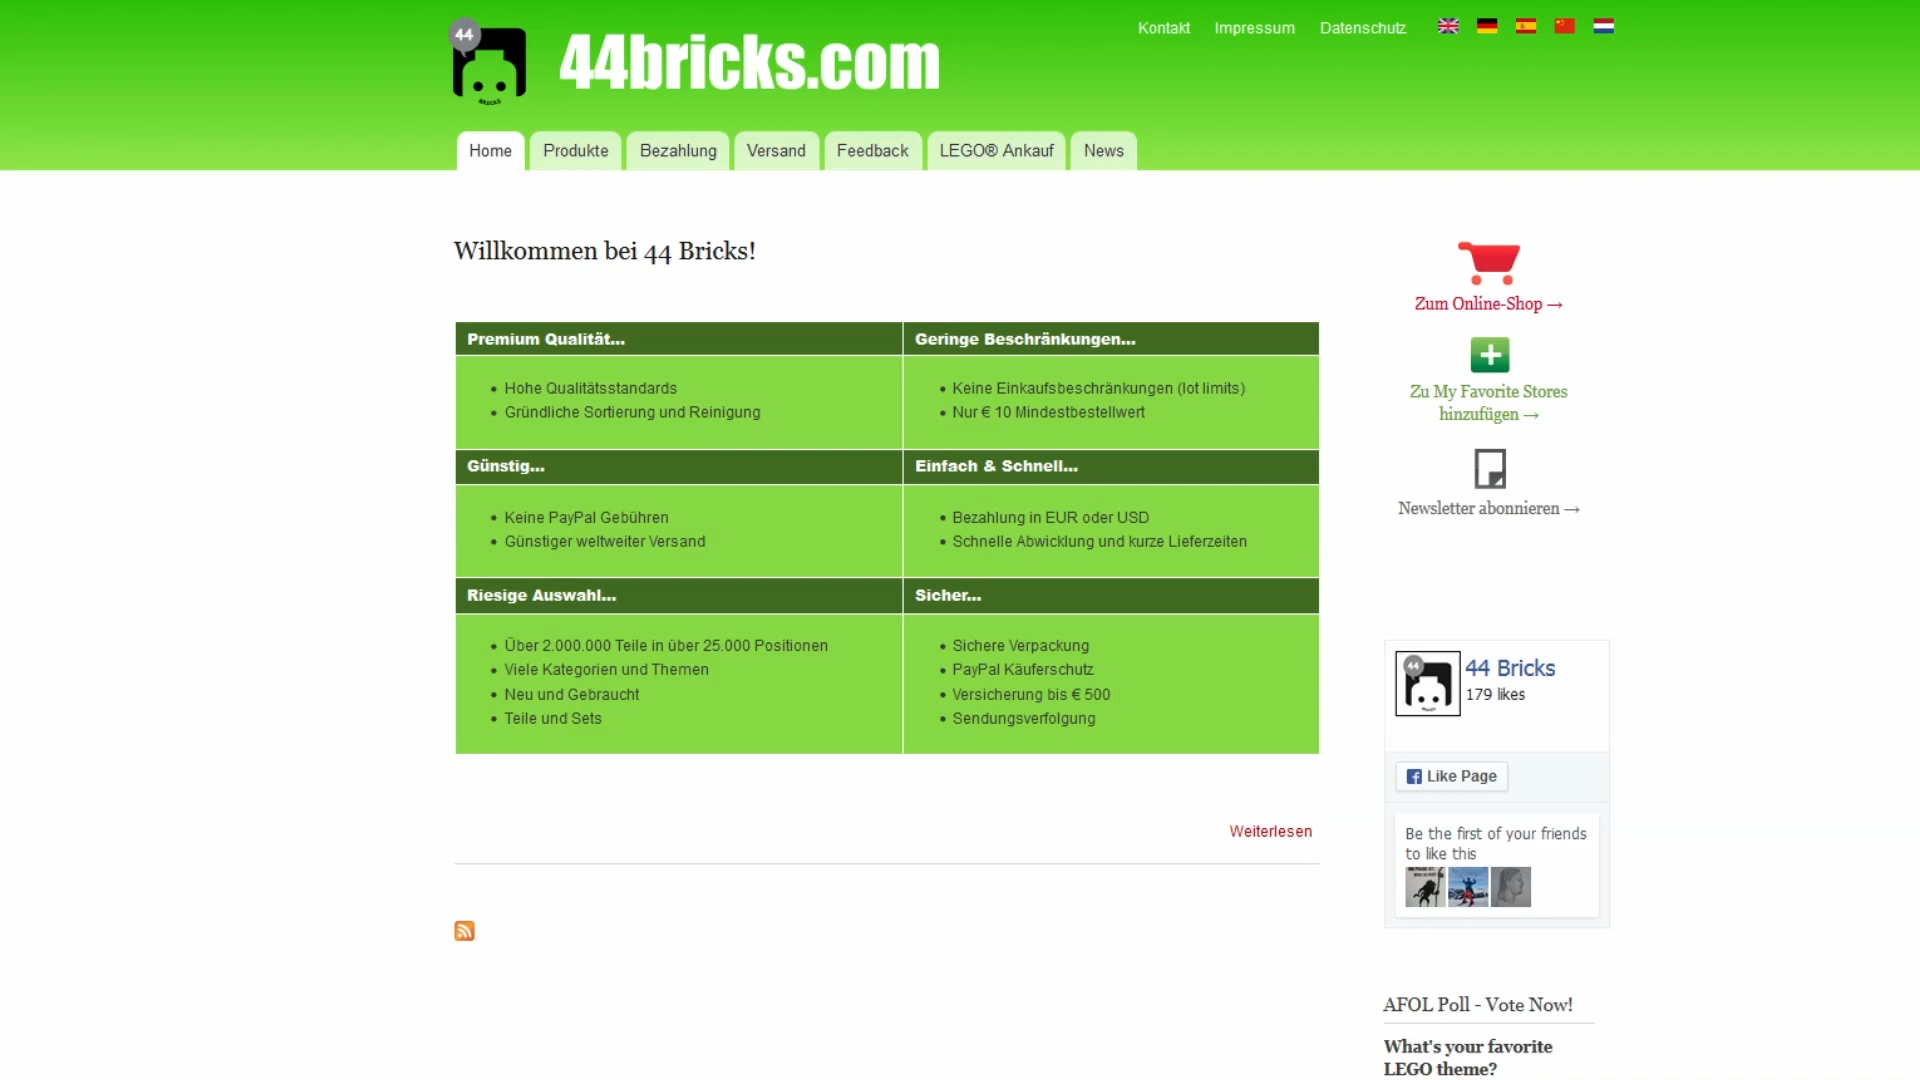 44
BRICKS
44bricks.com
Kontakt Impressum Datenschutz
Home Produkte Bezahlung Versand Feedback LEGO® Ankauf News
Willkommen bei 44 Bricks!
Premium Qualität...
Hohe Qualitätsstandards
Gründliche Sortierung und Reinigung
Geringe Beschränkungen...
Keine Einkaufsbeschränkungen (lot limits)
Nur € 10 Mindestbestellwert
Günstig...
Keine PayPal Gebühren
Günstiger weltweiter Versand
Einfach & Schnell...
Bezahlung in EUR oder USD
Schnelle Abwicklung und kurze Lieferzeiten
Riesige Auswahl...
Über 2.000.000 Teile in über 25.000 Positionen
Viele Kategorien und Themen
Neu und Gebraucht
Teile und Sets
Sicher...
Sichere Verpackung
PayPal Käuferschutz
Versicherung bis € 500
Sendungsverfolgung
Weiterlesen
Zum Online-Shop →
Zu My Favorite Stores
hinzufügen →
Newsletter abonnieren →
44
44 Bricks
179 likes
Like Page
Be the first of your friends
to like this
AFOL Poll - Vote Now!
What's your favorite
LEGO theme?